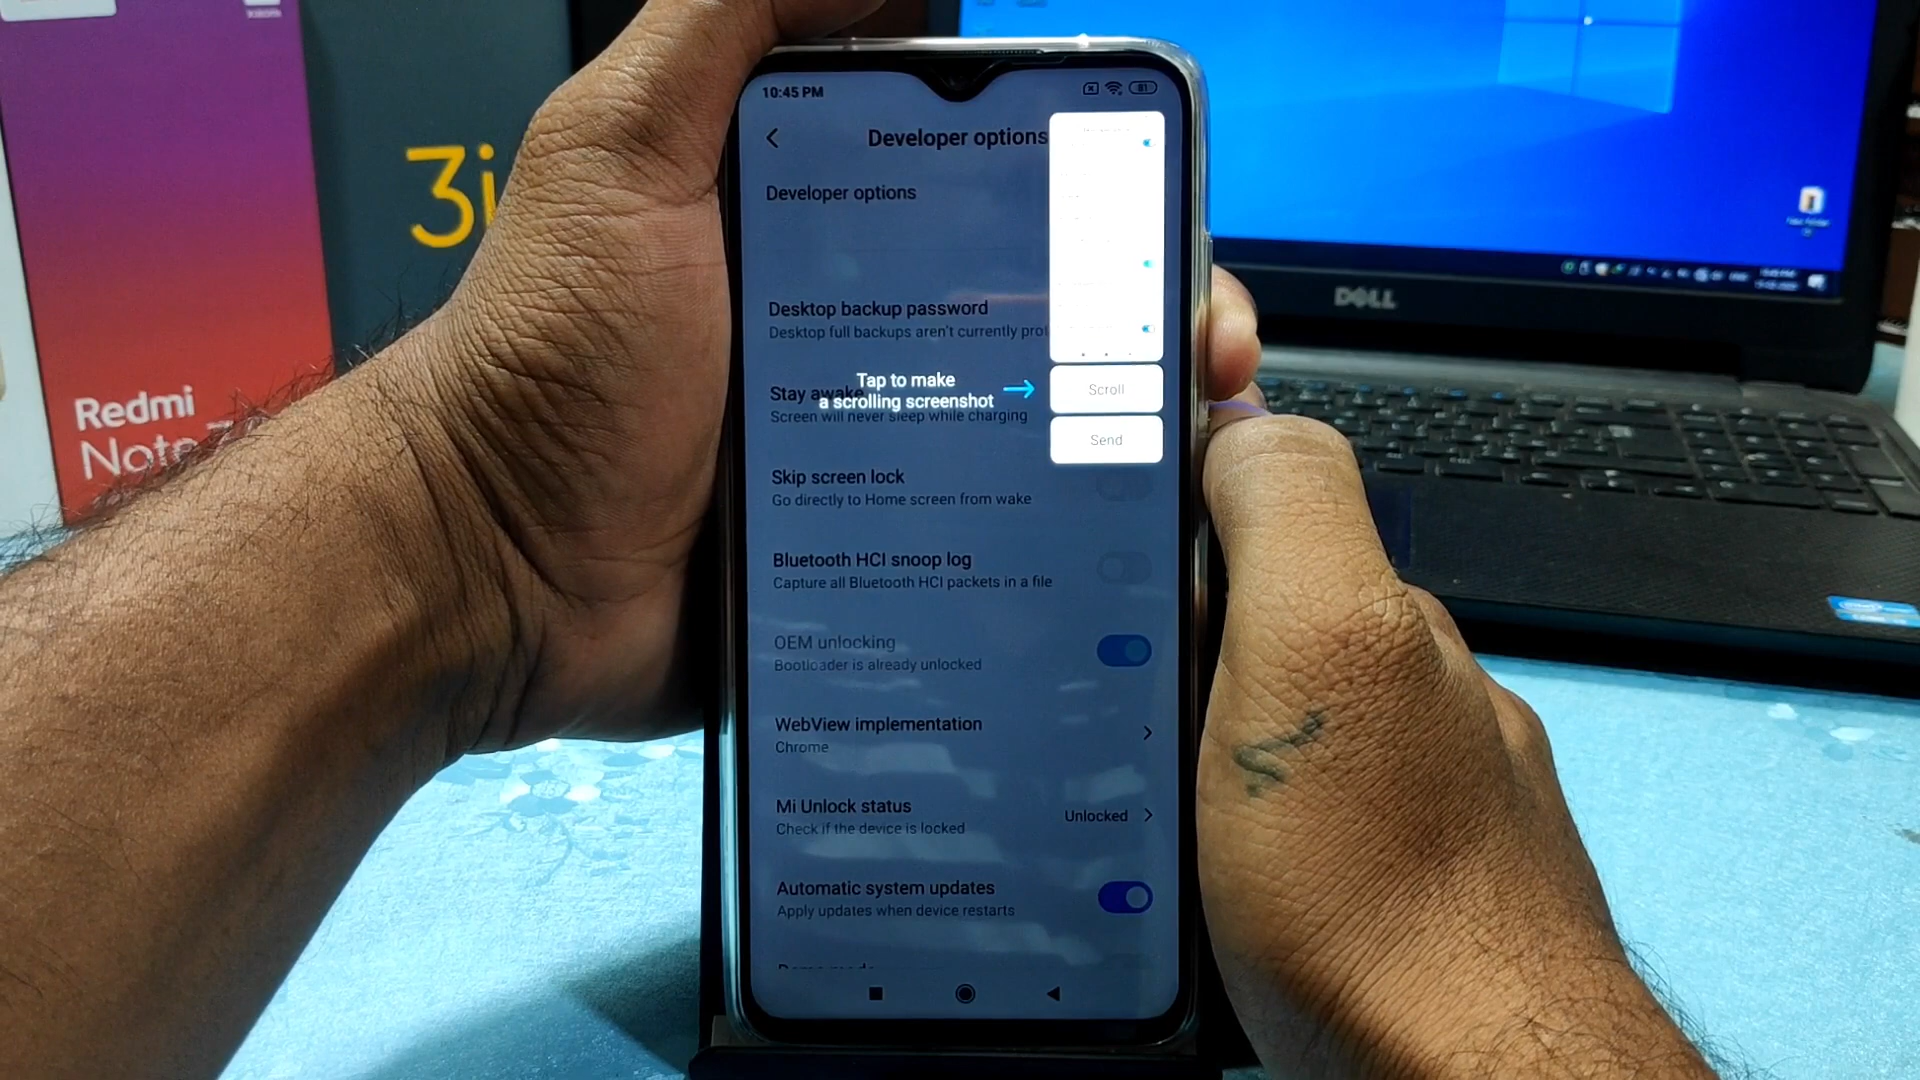 10:45 PM
81
Developer options
Developer options
Desktop backup password
Desktop full backups aren't currently
Tap to make
a scrolling screenshot
Stay awake
Screen will never sleep while charging
Scroll
Send
Skip screen lock
Go directly to Home screen from wake
Bluetooth HCI snoop log
Capture all Bluetooth HCI packets in a file
OEM unlocking
Bootloader is already unlocked
WebView implementation
Chrome
Mi Unlock status
Check if the device is locked
Unlocked
Automatic system updates
Apply updates when device restarts
3i
Redmi
Note 7
DELL